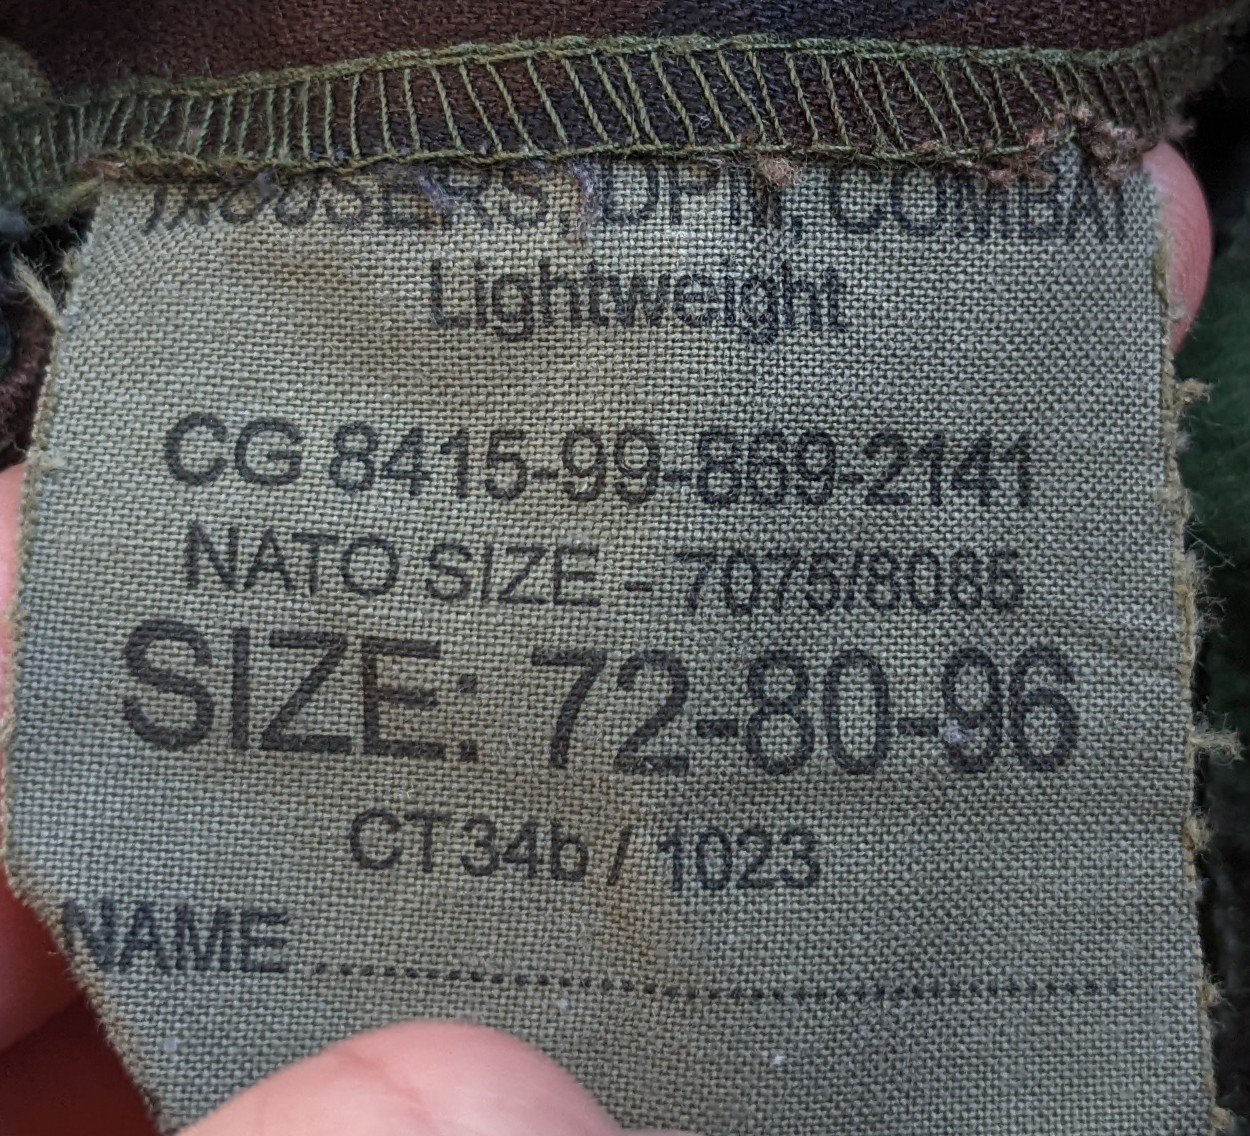 TROUSERS, DPM, COMBAT
Lightweight
CG 8415-99-869-2141
NATO SIZE - 7075/8085
SIZE: 72-80-96
CT34b / 1023
NAME ........................................................